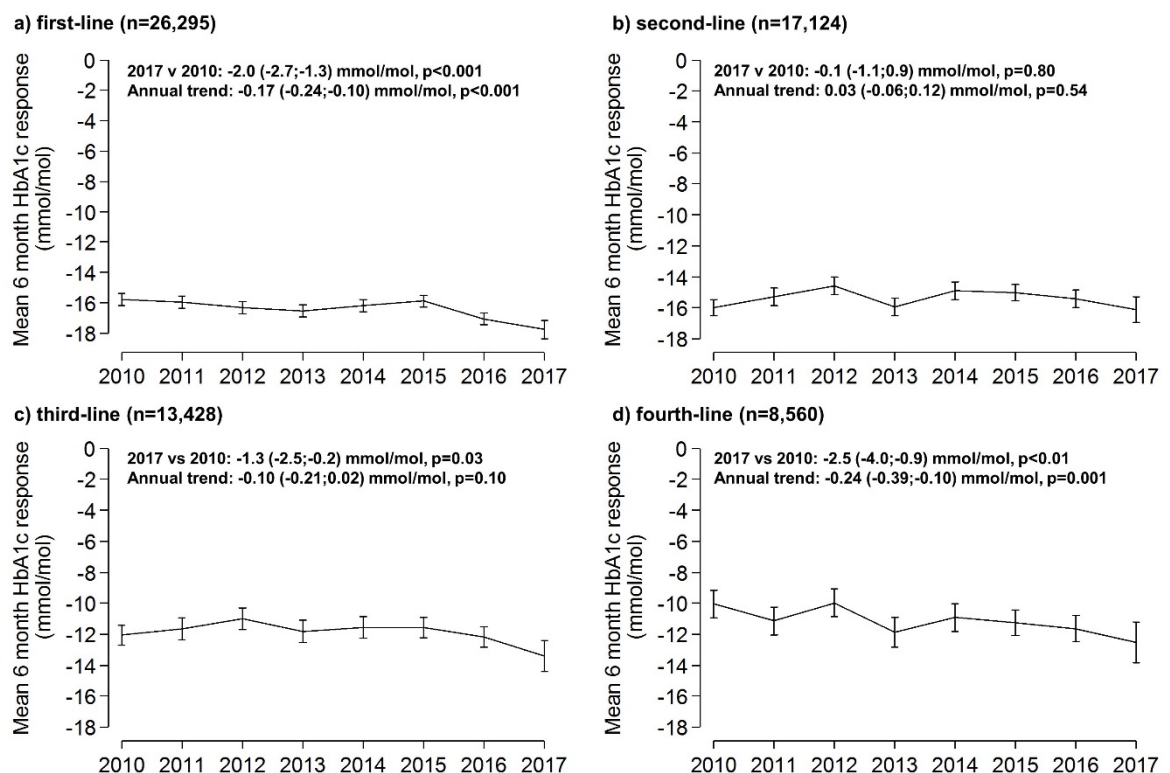 a) first-line (n=26,295)
Mean 6 month HbA1c response
(mmol/mol)
0
-2
-4
-6
-8
-10
-12
-14
-16
-18
2017 v 2010: -2.0 (-2.7;-1.3) mmol/mol, p<0.001
Annual trend: -0.17 (-0.24;-0.10) mmol/mol, p<0.001
2010 2011 2012 2013 2014 2015 2016 2017
b) second-line (n=17,124)
Mean 6 month HbA1c response
(mmol/mol)
0
-2
-4
-6
-8
-10
-12
-14
-16
-18
2017 v 2010: -0.1 (-1.1;0.9) mmol/mol, p=0.80
Annual trend: 0.03 (-0.06;0.12) mmol/mol, p=0.54
2010 2011 2012 2013 2014 2015 2016 2017
c) third-line (n=13,428)
Mean 6 month HbA1c response
(mmol/mol)
0
-2
-4
-6
-8
-10
-12
-14
-16
-18
2017 vs 2010: -1.3 (-2.5;-0.2) mmol/mol, p=0.03
Annual trend: -0.10 (-0.21;0.02) mmol/mol, p=0.10
2010 2011 2012 2013 2014 2015 2016 2017
d) fourth-line (n=8,560)
Mean 6 month HbA1c response
(mmol/mol)
0
-2
-4
-6
-8
-10
-12
-14
-16
-18
2017 vs 2010: -2.5 (-4.0;-0.9) mmol/mol, p<0.01
Annual trend: -0.24 (-0.39;-0.10) mmol/mol, p=0.001
2010 2011 2012 2013 2014 2015 2016 2017